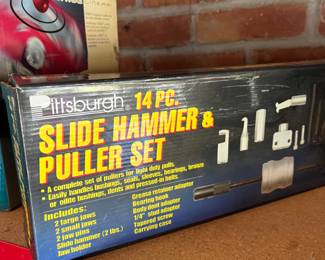 Pittsburgh 14 PC.
SLIDE HAMMER &
PULLER SET
• A complete set of pullers for light duty pulls.
• Easily handles bushings, seals, sleeves, bearings, bronze
or oilite bushings, dents and pressed-in bolts.
Includes:
2 large jaws
2 small jaws
2 jaw pins
Slide hammer (2 lbs.)
Jaw holder
Grease retainer adapter
Bearing hook
Body dent adapter
1/4" stud adapter
Tapered screw
Carrying case